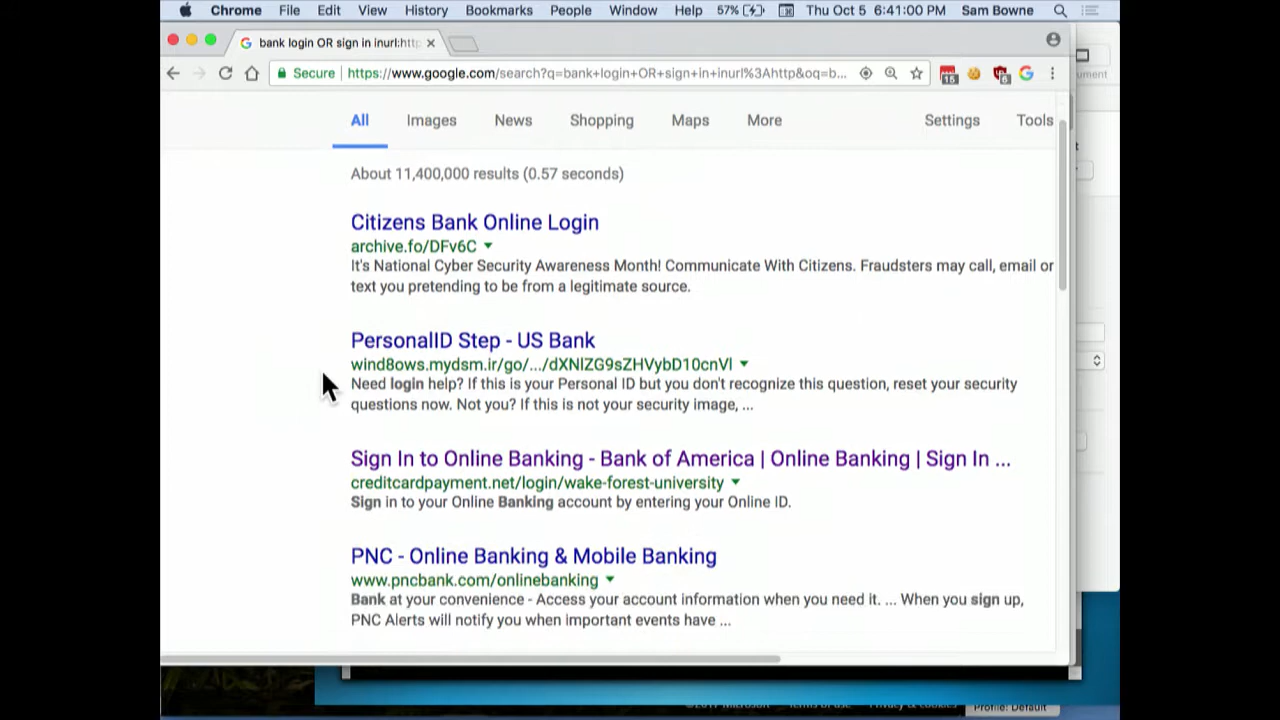 Chrome File Edit View History Bookmarks People Window Help 57% Thu Oct 5 6:41:00 PM Sam Bowne
bank login OR sign in inurl:http
Secure https://www.google.com/search?q=bank+login+OR+sign+in+inurl%3Ahttp&oq=b...
15 6
ument
All Images News Shopping Maps More Settings Tools
About 11,400,000 results (0.57 seconds)
Citizens Bank Online Login
archive.fo/DFv6C
It's National Cyber Security Awareness Month! Communicate With Citizens. Fraudsters may call, email or
text you pretending to be from a legitimate source.
PersonalID Step - US Bank
wind8ows.mydsm.ir/go/.../dXNlZG9sZHVybD10cnVl
Need login help? If this is your Personal ID but you don't recognize this question, reset your security
questions now. Not you? If this is not your security image, ...
Sign In to Online Banking - Bank of America | Online Banking | Sign In ...
creditcardpayment.net/login/wake-forest-university
Sign in to your Online Banking account by entering your Online ID.
PNC - Online Banking & Mobile Banking
www.pncbank.com/onlinebanking
Bank at your convenience - Access your account information when you need it. ... When you sign up,
PNC Alerts will notify you when important events have ...
Profile: Default